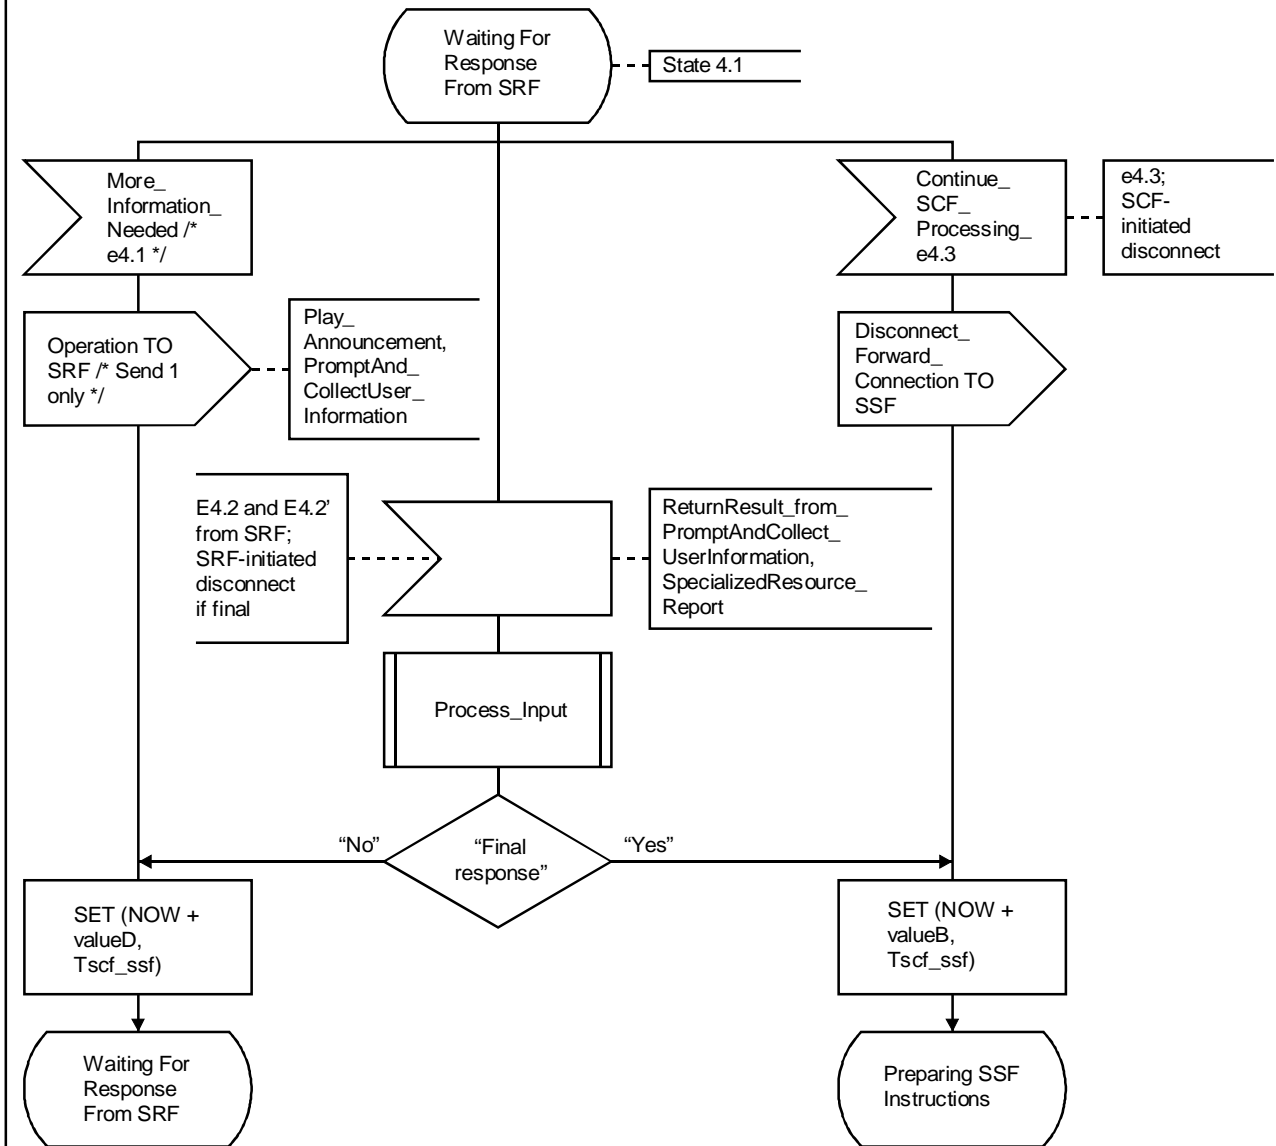 Waiting For
Response
From SRF
State 4.1
More_
Information_
Needed /*
e4.1 */
Continue_
SCF_
Processing_
e4.3
e4.3;
SCF-
initiated
disconnect
Operation TO
SRF /* Send 1
only */
Play_
Announcement,
PromptAnd_
CollectUser_
Information
Disconnect_
Forward_
Connection TO
SSF
E4.2 and E4.2’
from SRF;
SRF-initiated
disconnect
if final
ReturnResult_from_
PromptAndCollect_
UserInformation,
SpecializedResource_
Report
Process_Input
“No”
“Final
response”
“Yes”
SET (NOW +
valueD,
Tscf_ssf)
SET (NOW +
valueB,
Tscf_ssf)
Waiting For
Response
From SRF
Preparing SSF
Instructions